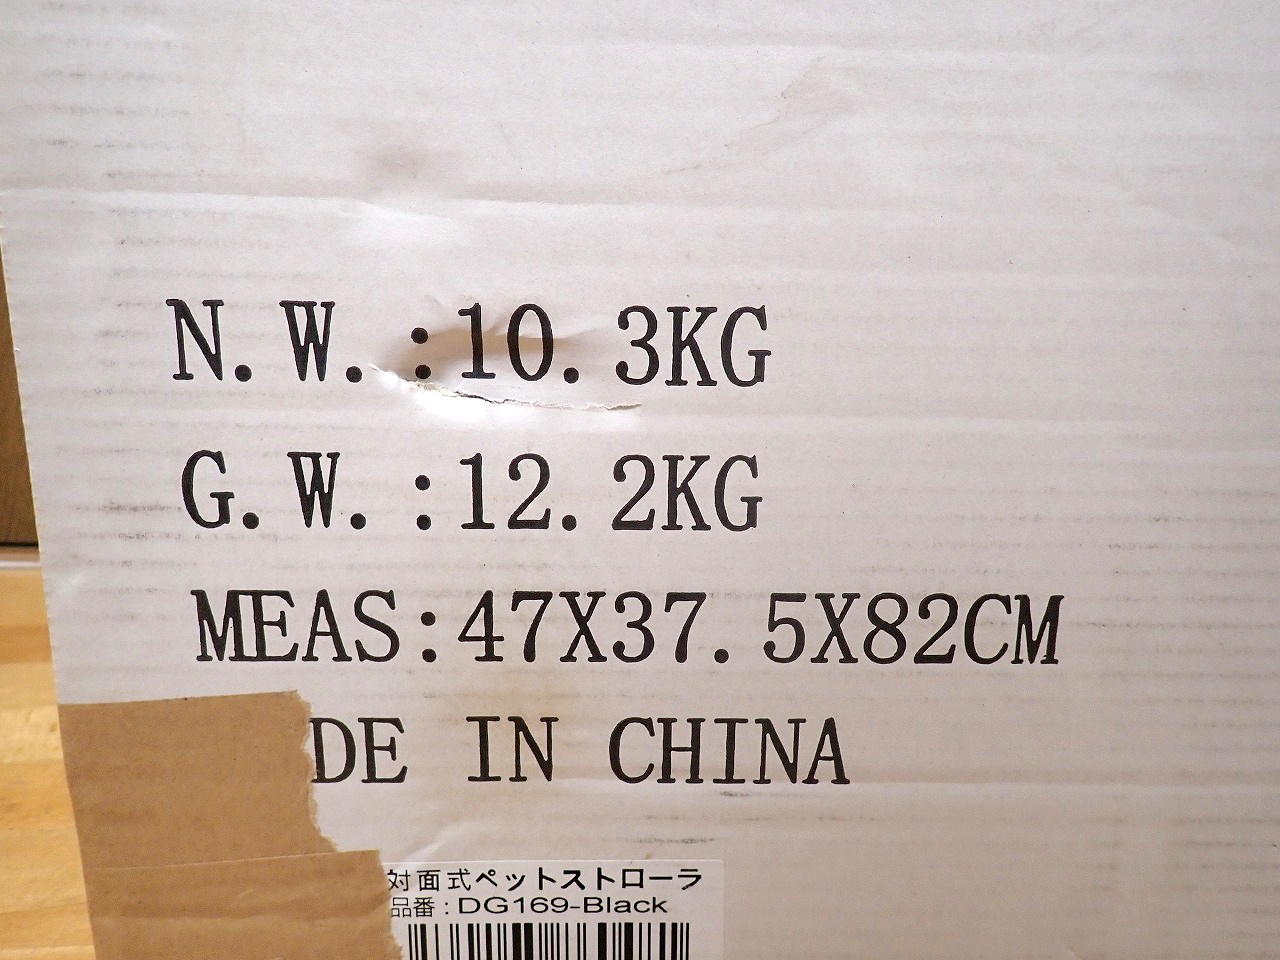 N.W.:10.3KG
G.W.:12.2KG
MEAS:47X37.5X82CM
DE IN CHINA
対面式ペットストローラ
品番:DG169-Black